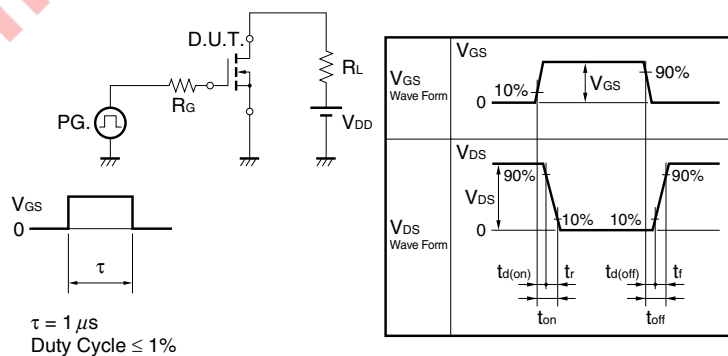 D.U.T.
RL
RG
PG.
VDD
VGS
0
τ
τ = 1 μs
Duty Cycle ≤ 1%
VGS
Wave Form
VGS
10%
90%
VGS
0
VDS
Wave Form
VDS
90%
90%
VDS
10%
10%
0
td(on)
tr
td(off)
tf
ton
toff